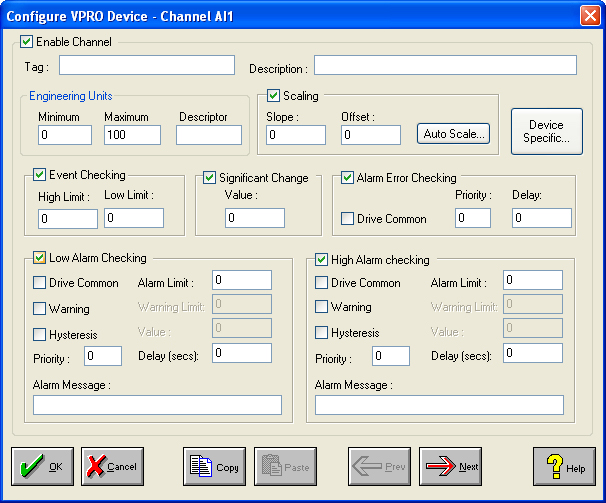 Configure VPRO Device - Channel AI1
Enable Channel
Tag :
Description :
Engineering Units
Minimum Maximum Descriptor
0 100
Scaling
Slope : Offset :
0 0
Auto Scale...
Device Specific...
Event Checking
High Limit : Low Limit :
0 0
Significant Change
Value :
0
Alarm Error Checking
Priority : Delay:
Drive Common 0 0
Low Alarm Checking
Drive Common Alarm Limit : 0
Warning Warning Limit: 0
Hysteresis Value : 0
Priority : 0 Delay (secs): 0
Alarm Message :
High Alarm checking
Drive Common Alarm Limit : 0
Warning Warning Limit: 0
Hysteresis Value : 0
Priority : 0 Delay (secs): 0
Alarm Message :
OK Cancel Copy Paste Prev Next Help